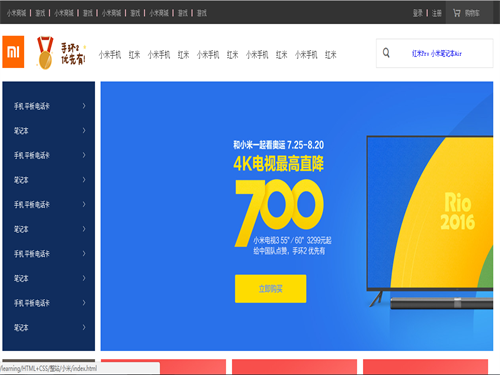 小米商城 | 游戏 | 小米商城 | 游戏 | 小米商城 | 游戏 | 小米商城 | 游戏
登录 | 注册 购物车
手环2
优先有!
小米手机 红米 小米手机 红米 小米手机 红米 小米手机 红米 小米手机 红米
红米Pro 小米笔记本Air
手机 平板 电话卡
笔记本
手机 平板 电话卡
笔记本
手机 平板 电话卡
笔记本
手机 平板 电话卡
笔记本
手机 平板 电话卡
笔记本
和小米一起看奥运 7.25-8.20
4K电视最高直降
700
小米电视3 55" / 60" 3299元起
给中国队点赞，手环2 优先有
立即购买
Rio
2016
/learning/HTML+CSS/整站/小米/index.html